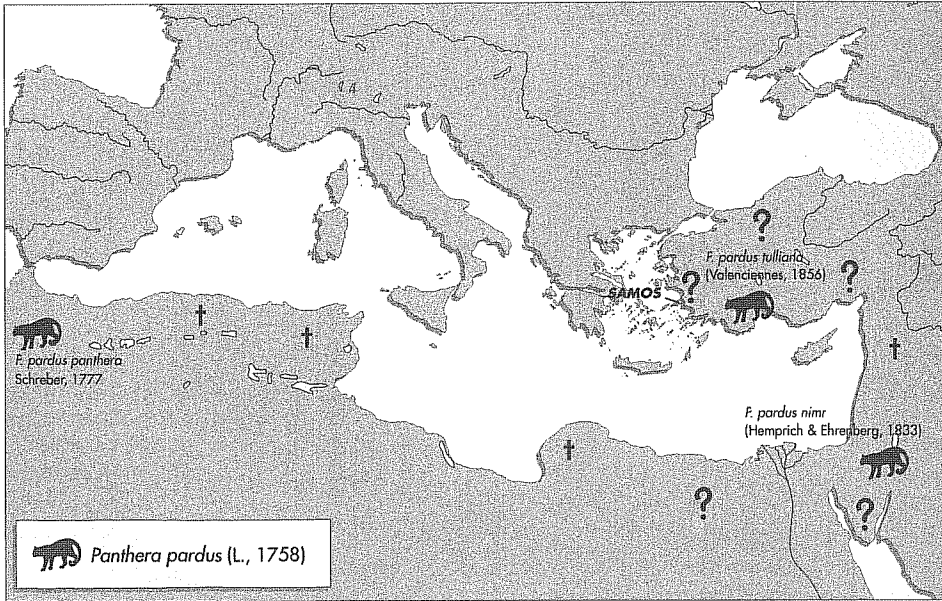 ?
P. pardus tulliana
(Valenciennes, 1856)
?
?
SAMOS
†
†
P. pardus panthera
Schreber, 1777
†
P. pardus nimr
(Hemprich & Ehrenberg, 1833)
†
?
?
Panthera pardus (L., 1758)